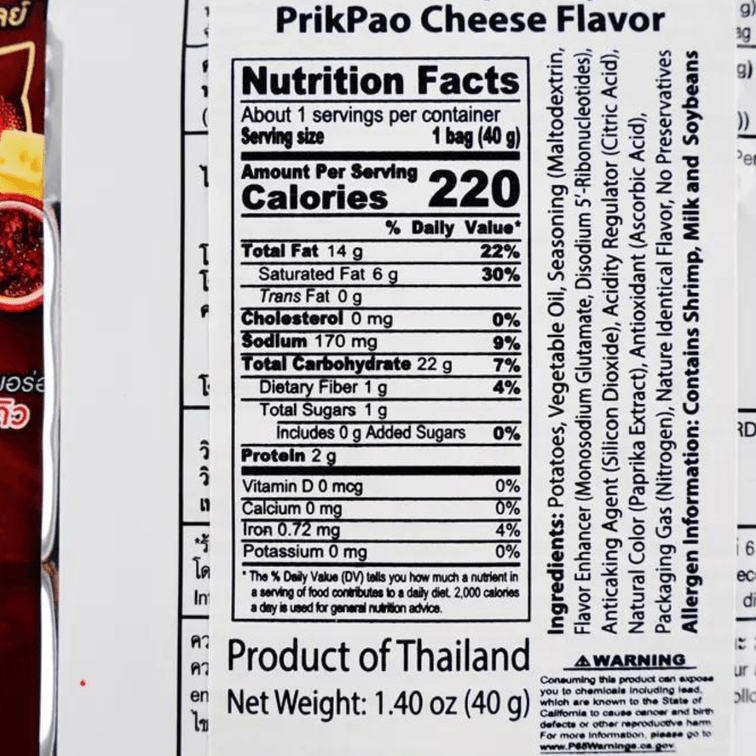 PrikPao Cheese Flavor
Nutrition Facts
About 1 servings per container
Serving size 1 bag (40 g)
Amount Per Serving
Calories 220
% Daily Value*
Total Fat 14 g 22%
Saturated Fat 6 g 30%
Trans Fat 0 g
Cholesterol 0 mg 0%
Sodium 170 mg 9%
Total Carbohydrate 22 g 7%
Dietary Fiber 1 g 4%
Total Sugars 1 g
Includes 0 g Added Sugars 0%
Protein 2 g
Vitamin D 0 mcg 0%
Calcium 0 mg 0%
Iron 0.72 mg 4%
Potassium 0 mg 0%
* The % Daily Value (DV) tells you how much a nutrient in
a serving of food contributes to a daily diet. 2,000 calories
a day is used for general nutrition advice.
Product of Thailand
Net Weight: 1.40 oz (40 g)
Ingredients: Potatoes, Vegetable Oil, Seasoning (Maltodextrin,
Flavor Enhancer (Monosodium Glutamate, Disodium 5'-Ribonucleotides),
Anticaking Agent (Silicon Dioxide), Acidity Regulator (Citric Acid),
Natural Color (Paprika Extract), Antioxidant (Ascorbic Acid),
Packaging Gas (Nitrogen), Nature Identical Flavor, No Preservatives
Allergen Information: Contains Shrimp, Milk and Soybeans
⚠WARNING
Consuming this product can expose
you to chemicals including lead,
which are known to the State of
California to cause cancer and birth
defects or other reproductive harm
For more information, please go to
www.P65Warnings.ca.gov